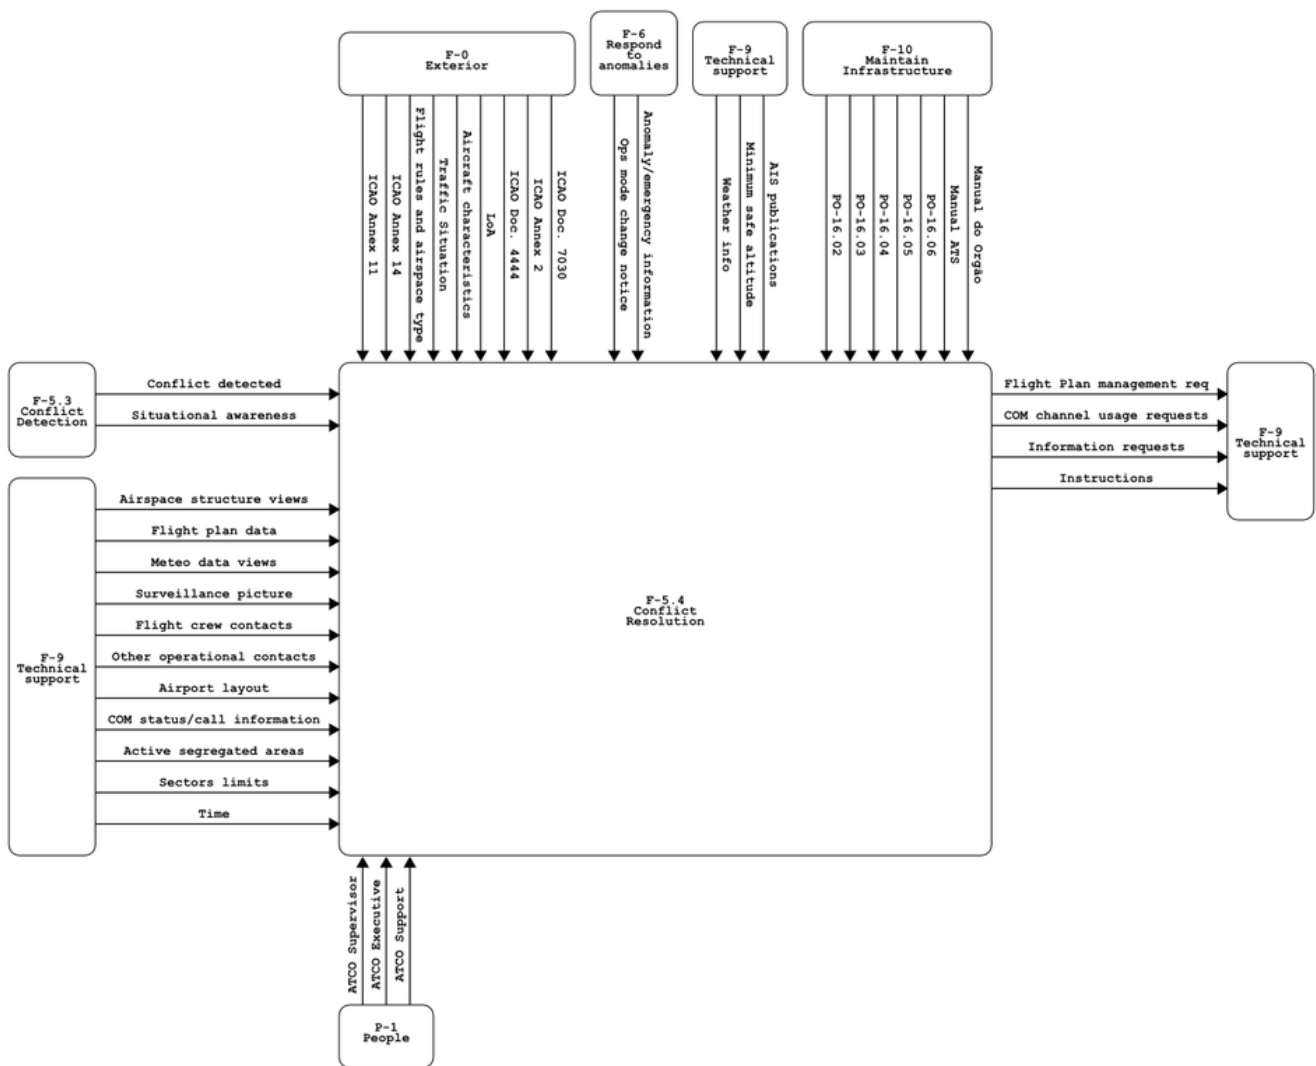 F-0
Exterior
F-6
Respond
to
anomalies
F-9
Technical
support
F-10
Maintain
Infrastructure
ICAO Annex 11
ICAO Annex 14
Flight rules and airspace type
Traffic Situation
Aircraft characteristics
LoA
ICAO Doc. 4444
ICAO Annex 2
ICAO Doc. 7030
Ops mode change notice
Anomaly/emergency information
Weather info
Minimum safe altitude
AIS publications
PO-16.02
PO-16.03
PO-16.04
PO-16.05
PO-16.06
Manual ATS
Manual do Orgão
F-5.3
Conflict
Detection
Conflict detected
Situational awareness
F-9
Technical
support
Airspace structure views
Flight plan data
Meteo data views
Surveillance picture
Flight crew contacts
Other operational contacts
Airport layout
COM status/call information
Active segregated areas
Sectors limits
Time
F-5.4
Conflict
Resolution
Flight Plan management req
COM channel usage requests
Information requests
Instructions
F-9
Technical
support
ATCO Supervisor
ATCO Executive
ATCO Support
P-1
People